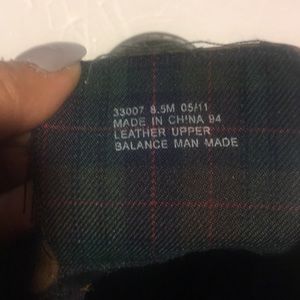 33007 8.5M 05/11
MADE IN CHINA 94
LEATHER UPPER
BALANCE MAN MADE